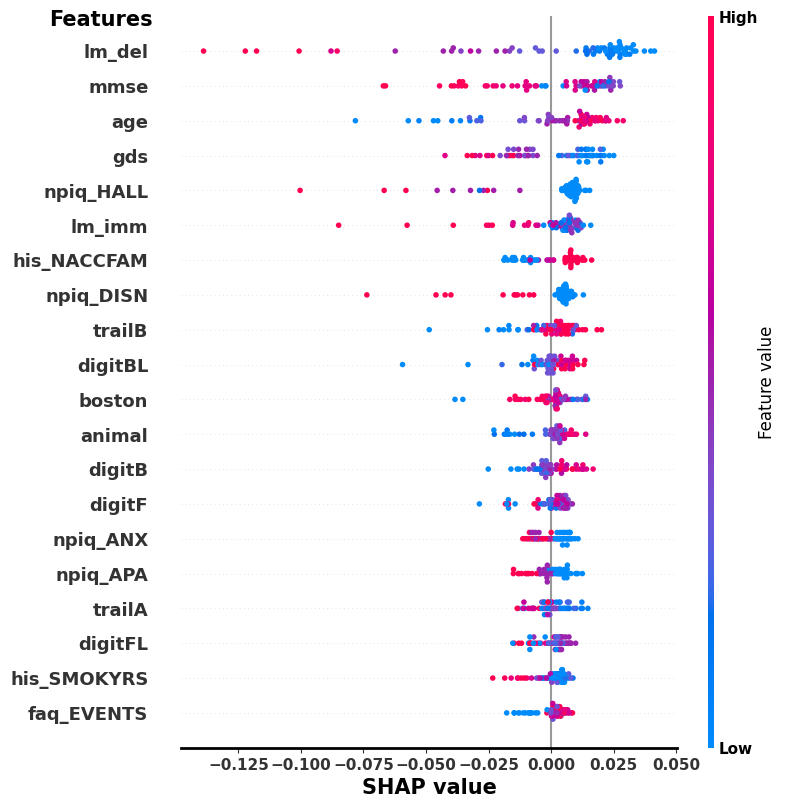 Features
High
lm_del
mmse
age
gds
npiq_HALL
lm_imm
his_NACCFAM
npiq_DISN
trailB
digitBL
boston
animal
digitB
digitF
npiq_ANX
npiq_APA
trailA
digitFL
his_SMOKYRS
faq_EVENTS
Feature value
Low
−0.125 −0.100 −0.075 −0.050 −0.025 0.000 0.025 0.050
SHAP value